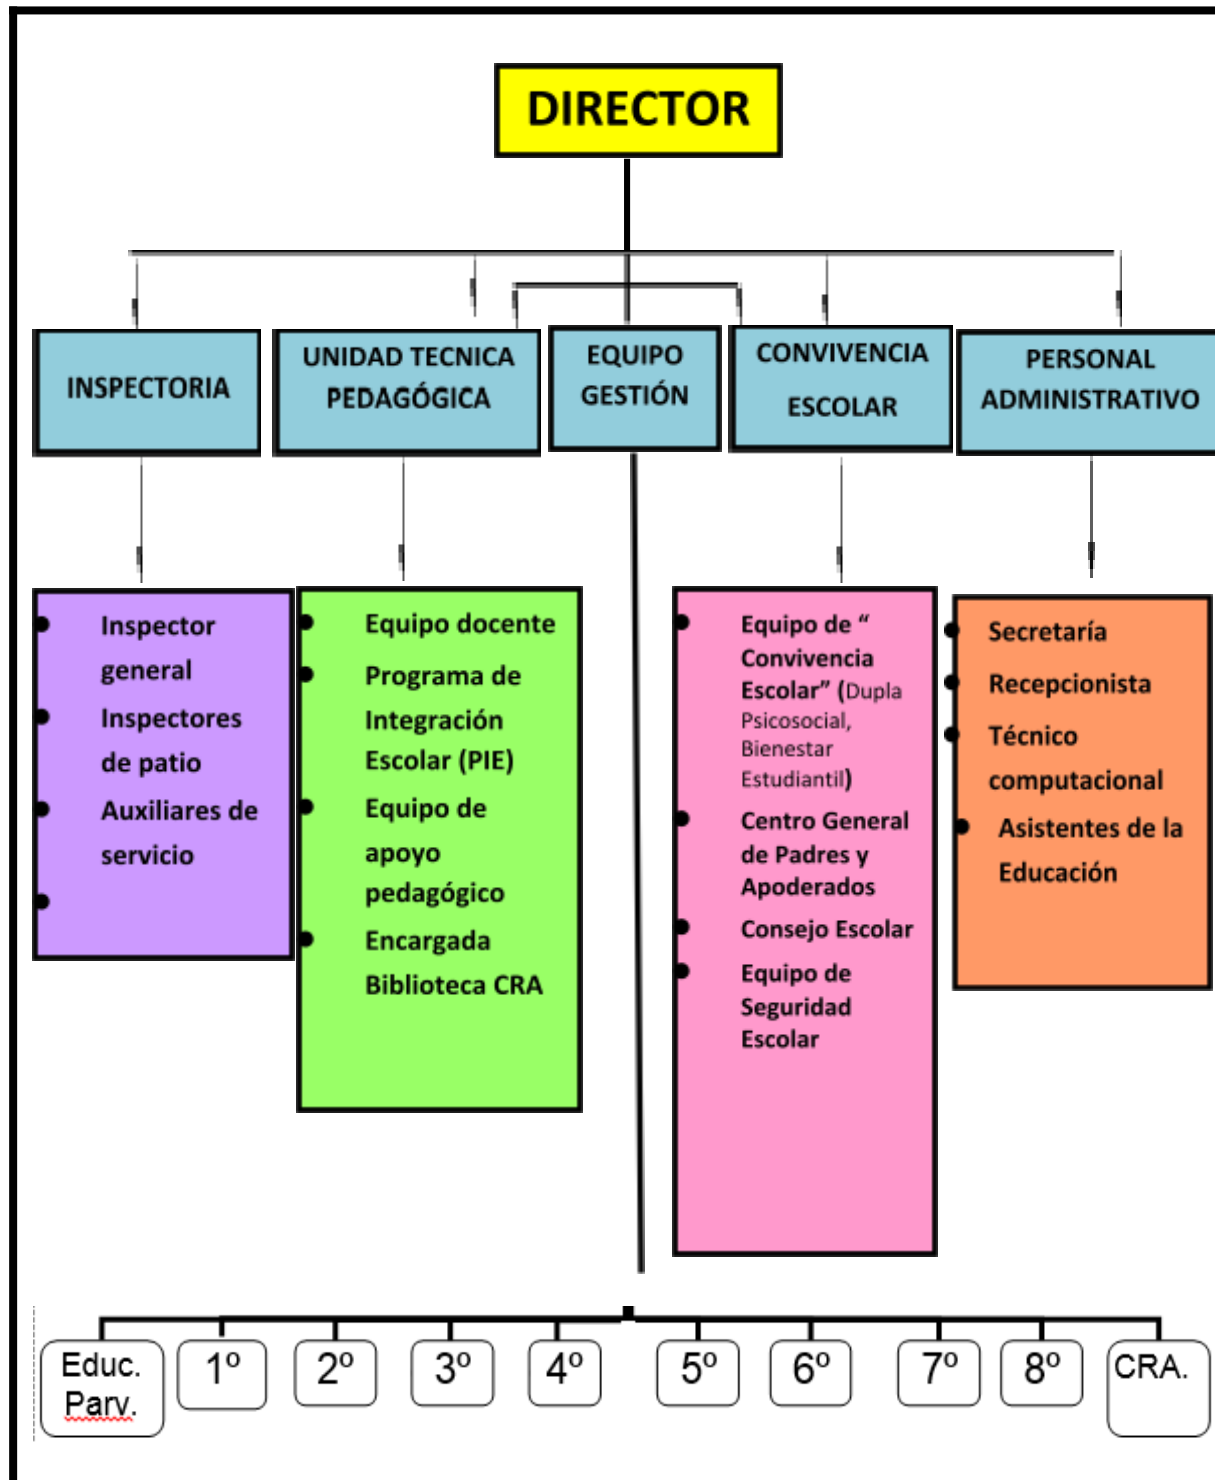 DIRECTOR
INSPECTORIA
UNIDAD TECNICA
PEDAGÓGICA
EQUIPO
GESTIÓN
CONVIVENCIA
ESCOLAR
PERSONAL
ADMINISTRATIVO
Inspector
general
Inspectores
de patio
Auxiliares de
servicio
Equipo docente
Programa de
Integración
Escolar (PIE)
Equipo de
apoyo
pedagógico
Encargada
Biblioteca CRA
Equipo de “
Convivencia
Escolar” (Dupla
Psicosocial,
Bienestar
Estudiantil)
Centro General
de Padres y
Apoderados
Consejo Escolar
Equipo de
Seguridad
Escolar
Secretaría
Recepcionista
Técnico
computacional
Asistentes de la
Educación
Educ.
Parv.
1º
2º
3º
4º
5º
6º
7º
8º
CRA.